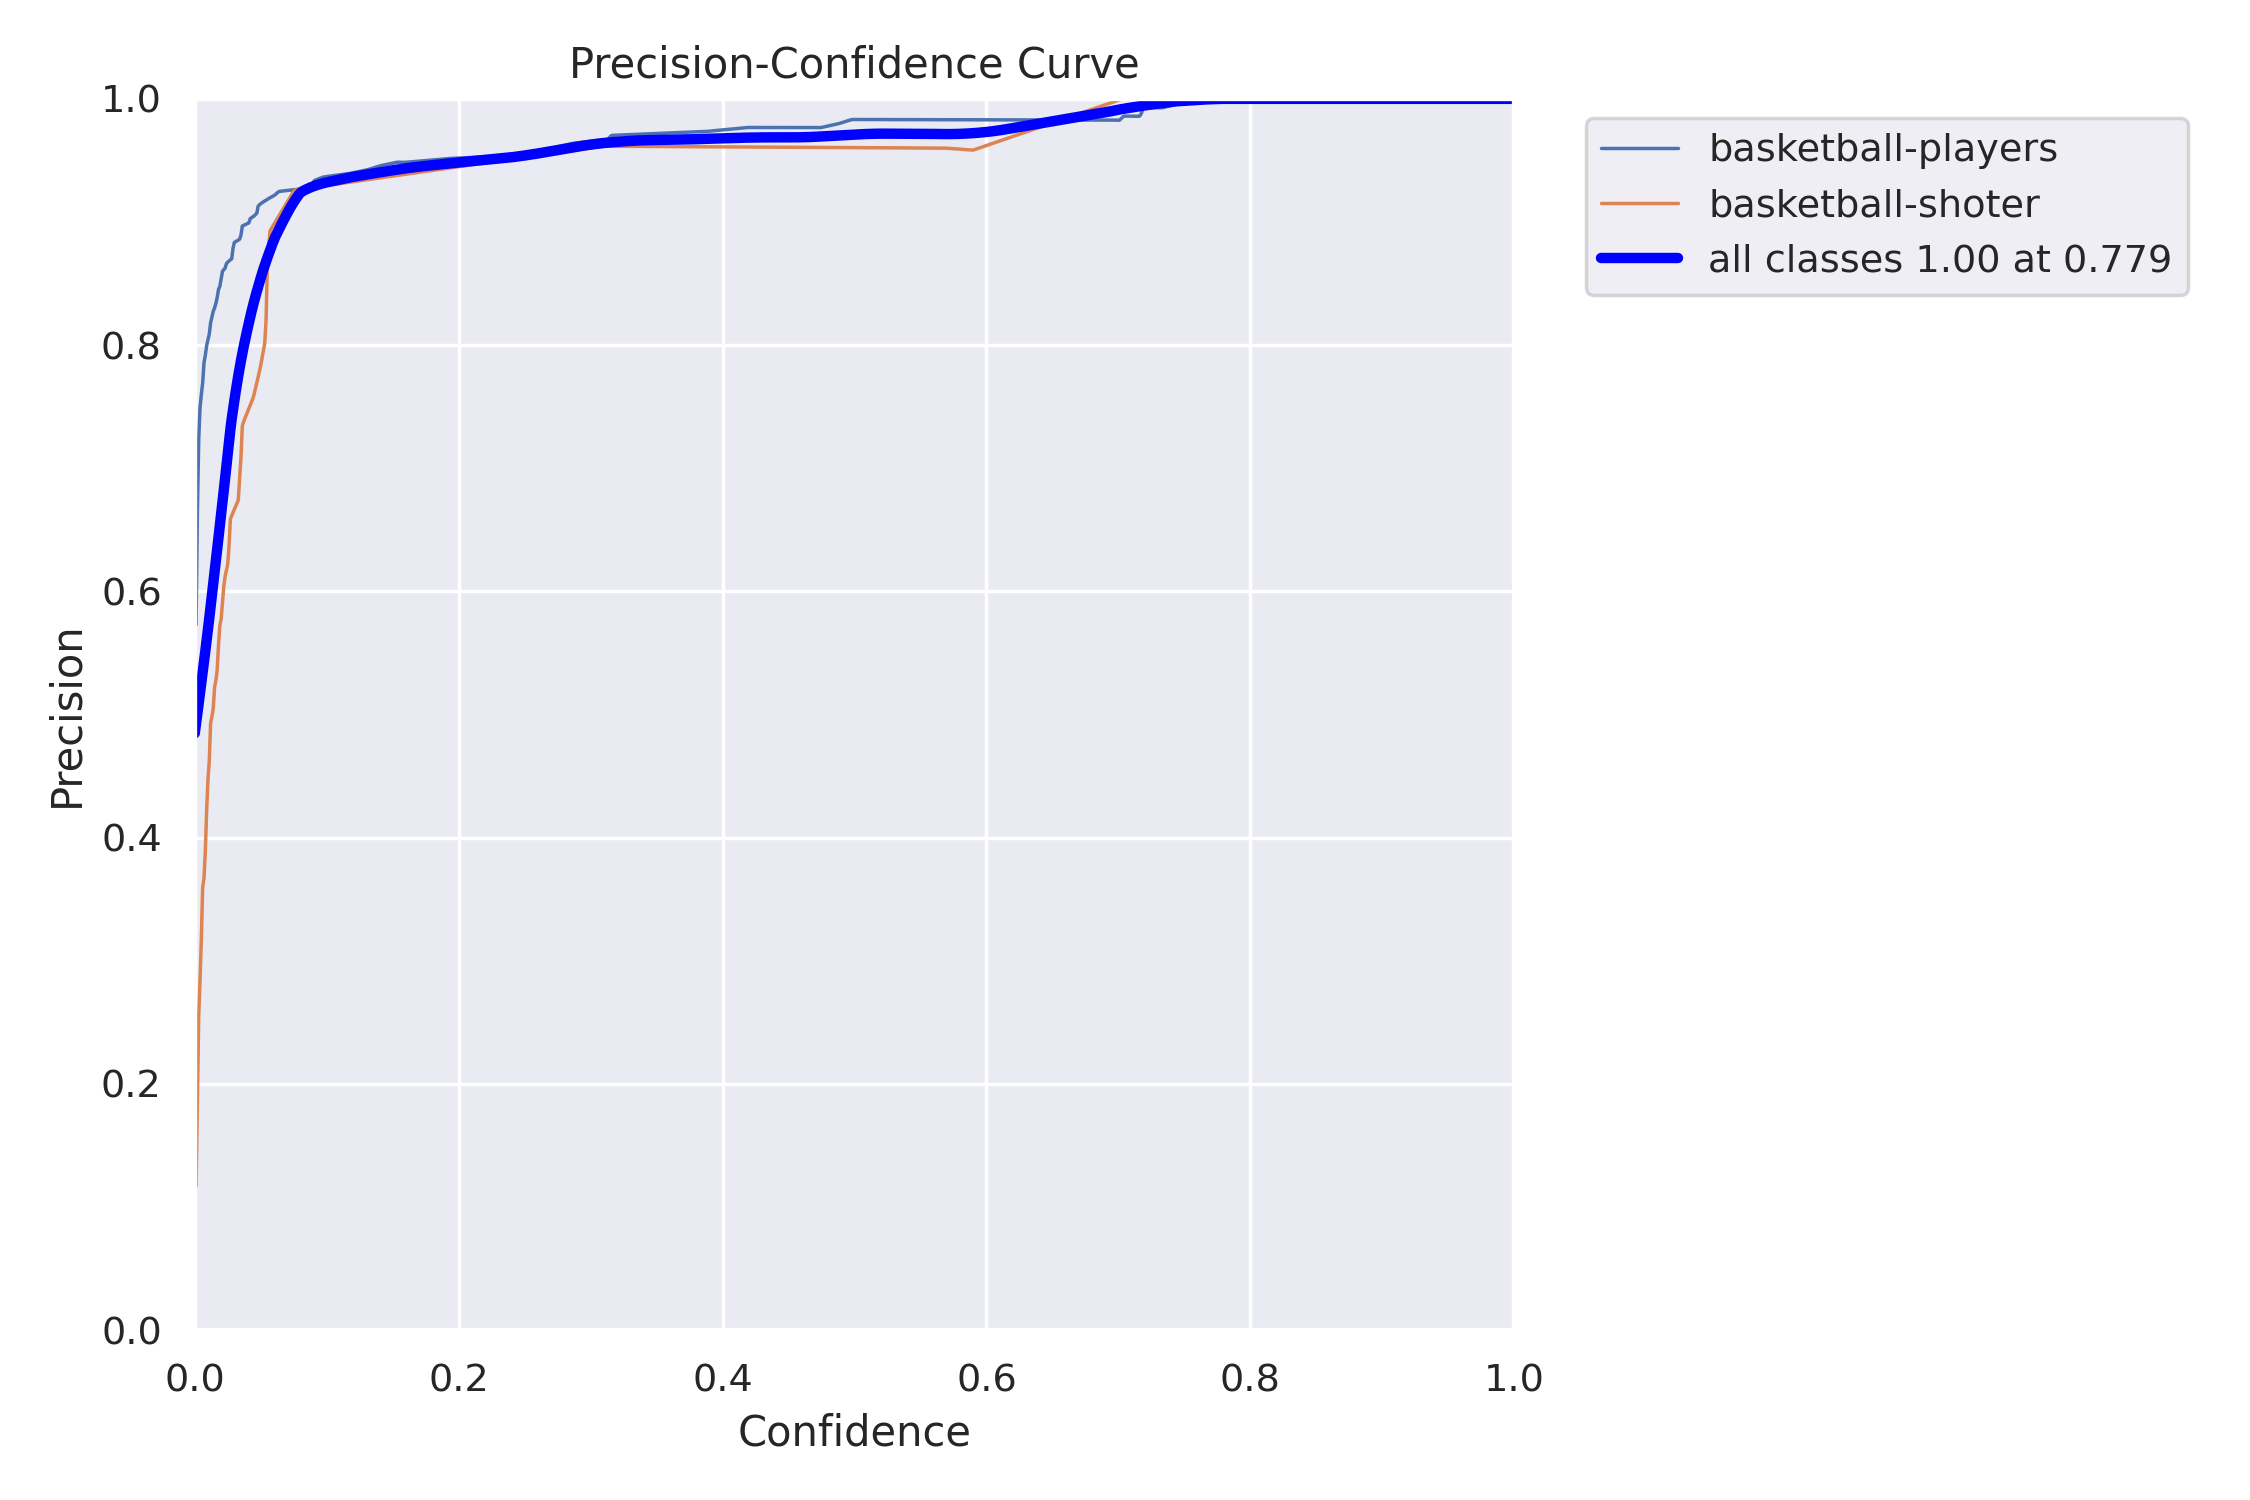 Precision-Confidence Curve
1.0
0.8
0.6
0.4
0.2
0.0
Precision
0.0 0.2 0.4 0.6 0.8 1.0
Confidence
basketball-players
basketball-shoter
all classes 1.00 at 0.779